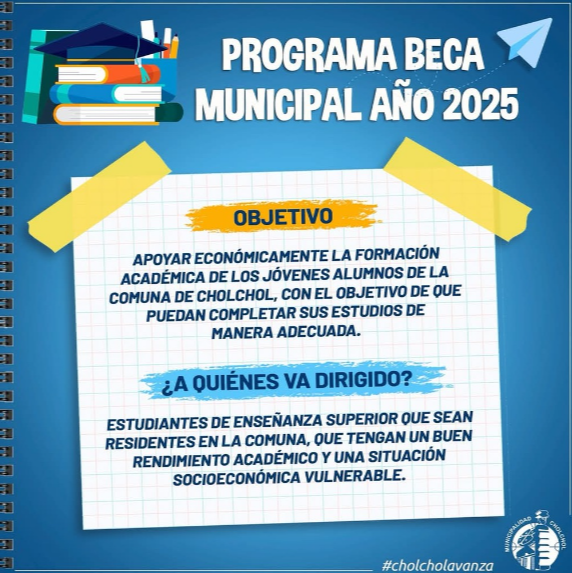 PROGRAMA BECA
MUNICIPAL AÑO 2025
OBJETIVO
APOYAR ECONÓMICAMENTE LA FORMACIÓN
ACADÉMICA DE LOS JÓVENES ALUMNOS DE LA
COMUNA DE CHOLCHOL, CON EL OBJETIVO DE QUE
PUEDAN COMPLETAR SUS ESTUDIOS DE
MANERA ADECUADA.
¿A QUIÉNES VA DIRIGIDO?
ESTUDIANTES DE ENSEÑANZA SUPERIOR QUE SEAN
RESIDENTES EN LA COMUNA, QUE TENGAN UN BUEN
RENDIMIENTO ACADÉMICO Y UNA SITUACIÓN
SOCIOECONÓMICA VULNERABLE.
MUNICIPALIDAD CHOLCHOL
#cholcholavanza